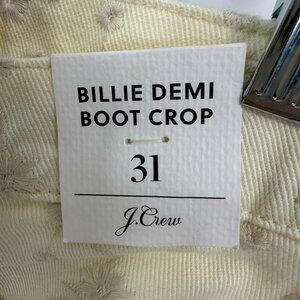 BILLIE DEMI
BOOT CROP
31
J.Crew